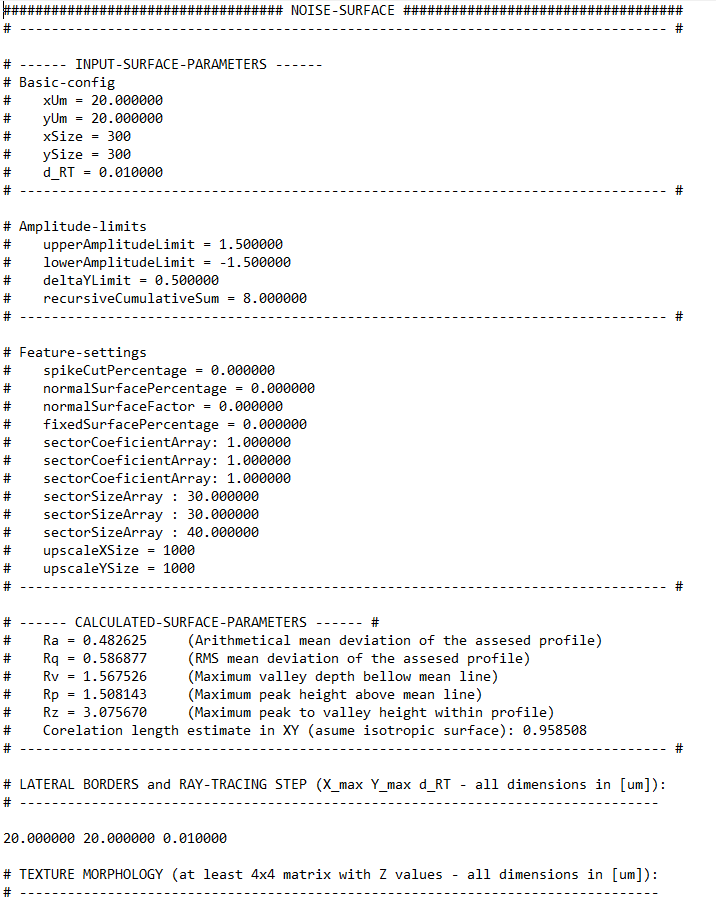 ################################### NOISE-SURFACE ###################################
# --------------------------------------------------------------------------------- #
# ------ INPUT-SURFACE-PARAMETERS ------
# Basic-config
#    xUm = 20.000000
#    yUm = 20.000000
#    xSize = 300
#    ySize = 300
#    d_RT = 0.010000
# --------------------------------------------------------------------------------- #
# Amplitude-limits
#    upperAmplitudeLimit = 1.500000
#    lowerAmplitudeLimit = -1.500000
#    deltaYLimit = 0.500000
#    recursiveCumulativeSum = 8.000000
# --------------------------------------------------------------------------------- #
# Feature-settings
#    spikeCutPercentage = 0.000000
#    normalSurfacePercentage = 0.000000
#    normalSurfaceFactor = 0.000000
#    fixedSurfacePercentage = 0.000000
#    sectorCoeficientArray: 1.000000
#    sectorCoeficientArray: 1.000000
#    sectorCoeficientArray: 1.000000
#    sectorSizeArray : 30.000000
#    sectorSizeArray : 30.000000
#    sectorSizeArray : 40.000000
#    upscaleXSize = 1000
#    upscaleYSize = 1000
# --------------------------------------------------------------------------------- #
# ------ CALCULATED-SURFACE-PARAMETERS ------ #
#    Ra = 0.482625     (Arithmetical mean deviation of the assesed profile)
#    Rq = 0.586877     (RMS mean deviation of the assesed profile)
#    Rv = 1.567526     (Maximum valley depth bellow mean line)
#    Rp = 1.508143     (Maximum peak height above mean line)
#    Rz = 3.075670     (Maximum peak to valley height within profile)
#    Corelation length estimate in XY (asume isotropic surface): 0.958508
# --------------------------------------------------------------------------------- #
# LATERAL BORDERS and RAY-TRACING STEP (X_max Y_max d_RT - all dimensions in [um]):
# --------------------------------------------------------------------------------
20.000000 20.000000 0.010000
# TEXTURE MORPHOLOGY (at least 4x4 matrix with Z values - all dimensions in [um]):
# --------------------------------------------------------------------------------